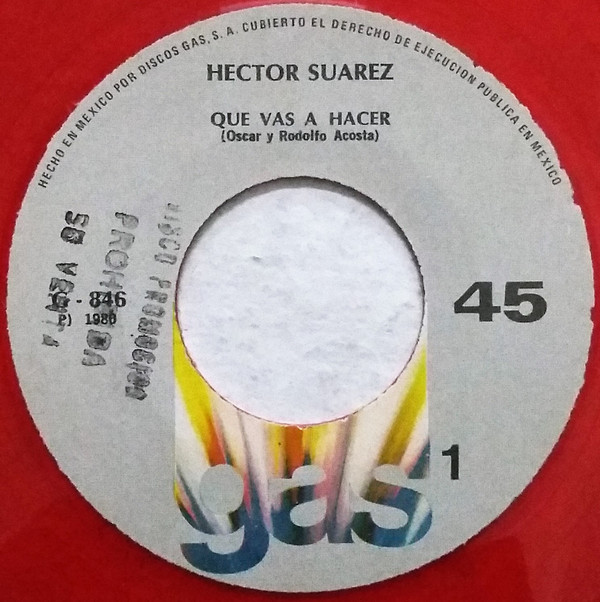 HECHO EN MEXICO POR DISCOS GAS, S. A. CUBIERTO EL DERECHO DE EJECUCION PUBLICA EN MEXICO
HECTOR SUAREZ
QUE VAS A HACER
(Oscar y Rodolfo Acosta)
DISCO PROMOCION
PROHIBIDA
SU VENTA
G - 846
P) 1980
45
1
gas